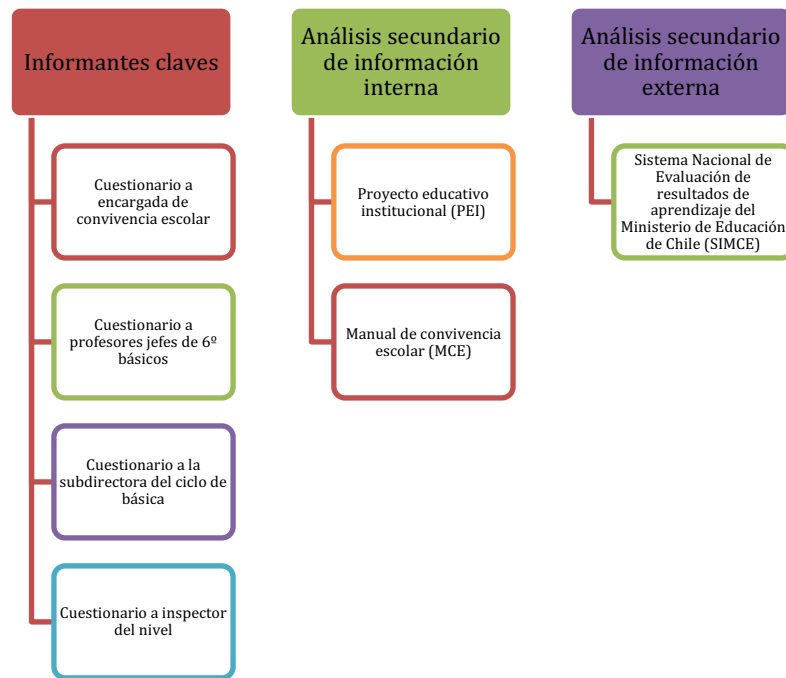 Informantes claves
Cuestionario a
encargada de
convivencia escolar
Cuestionario a
profesores jefes de 6º
básicos
Cuestionario a la
subdirectora del ciclo de
básica
Cuestionario a inspector
del nivel
Análisis secundario
de información
interna
Proyecto educativo
institucional (PEI)
Manual de convivencia
escolar (MCE)
Análisis secundario
de información
externa
Sistema Nacional de
Evaluación de
resultados de
aprendizaje del
Ministerio de Educación
de Chile (SIMCE)